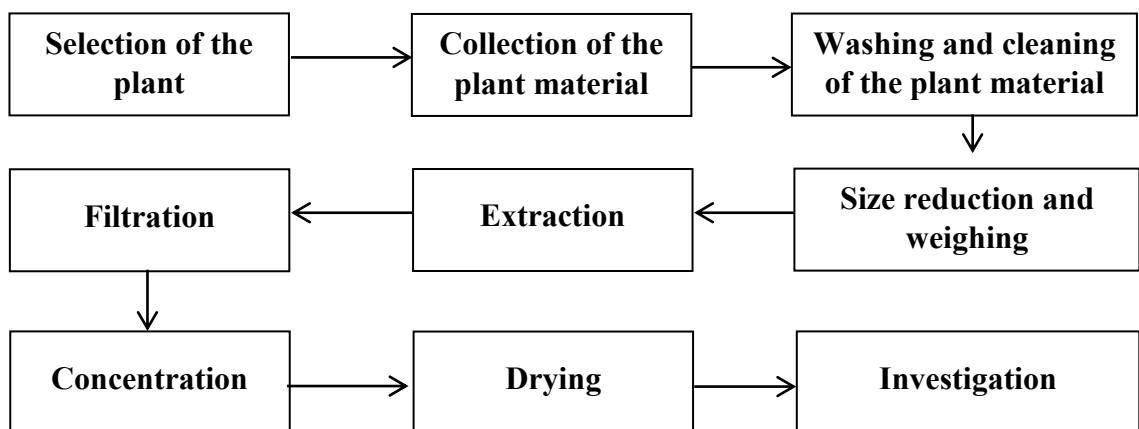 Selection of the
plant
Collection of the
plant material
Washing and cleaning
of the plant material
Size reduction and
weighing
Extraction
Filtration
Concentration
Drying
Investigation